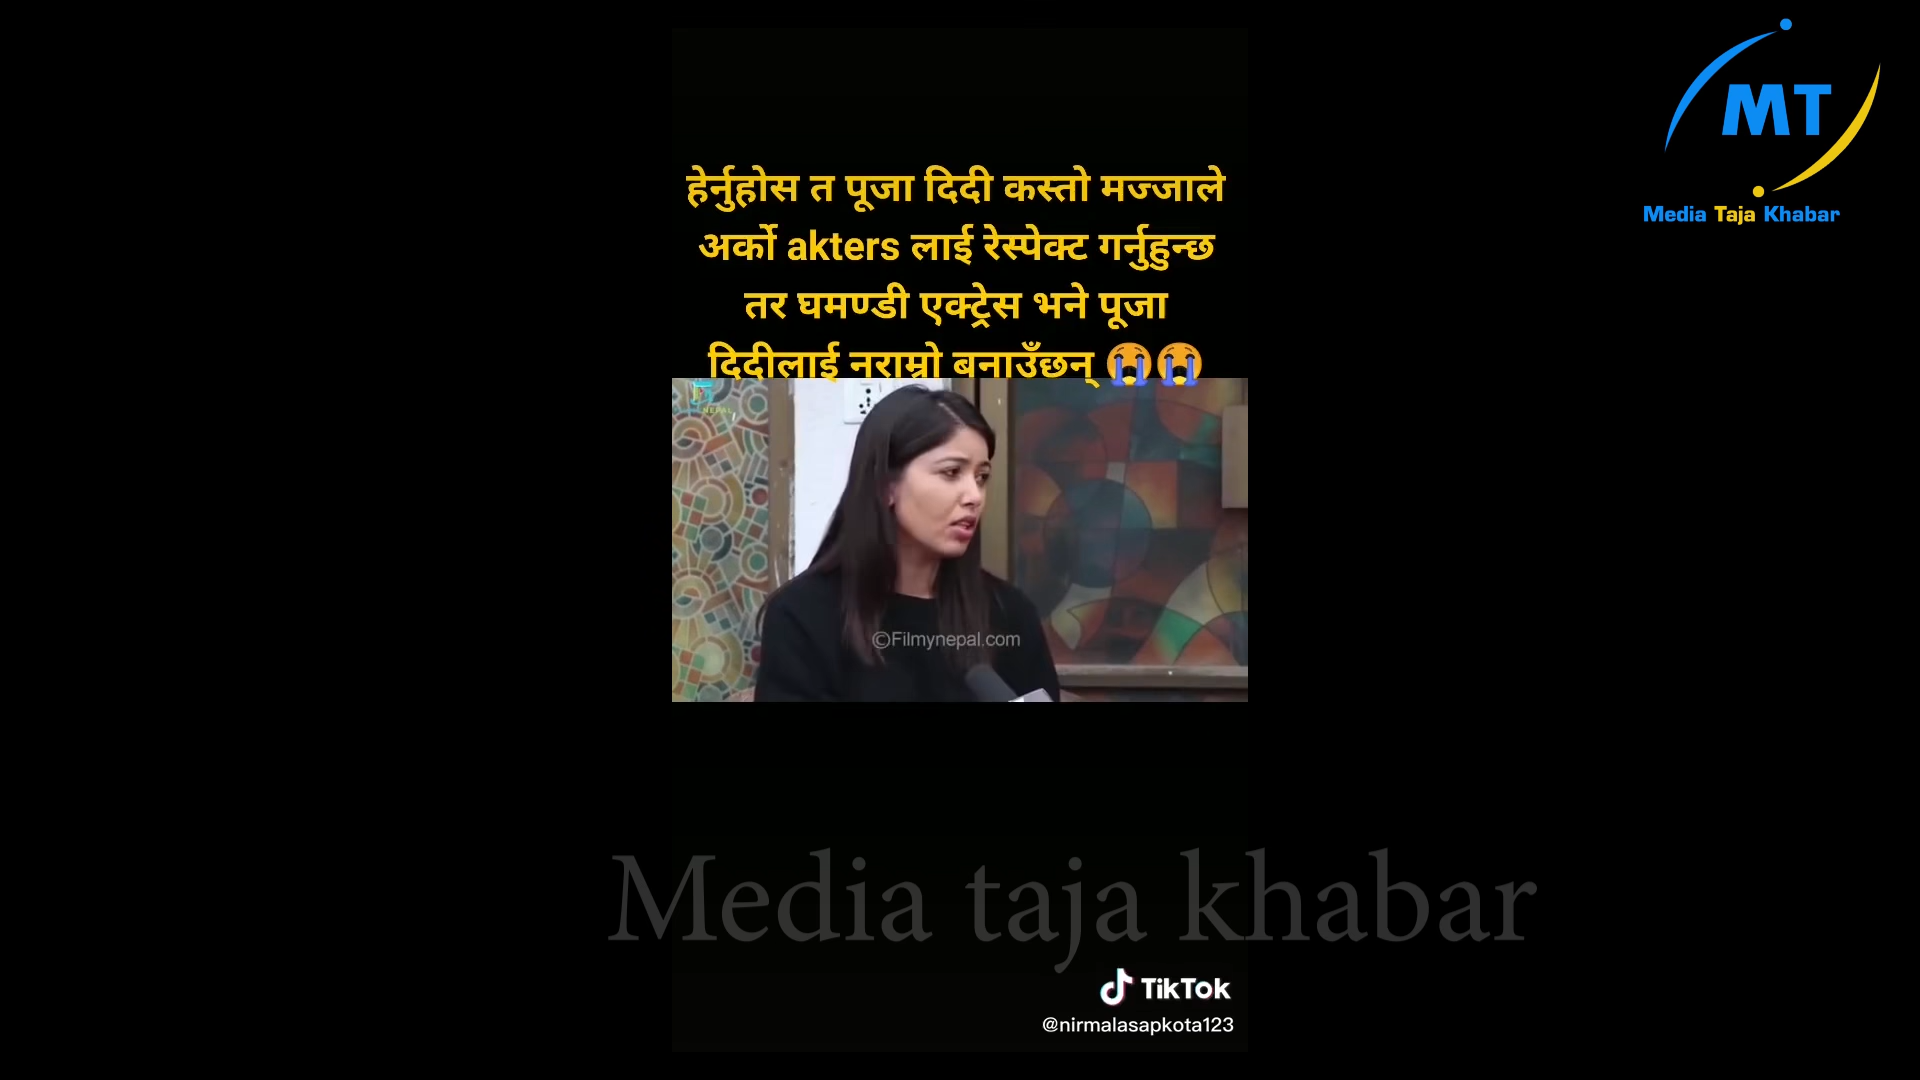 MT
Media Taja Khabar
हेर्नुहोस त पूजा दिदी कस्तो मज्जाले
अर्को akters लाई रेस्पेक्ट गर्नुहुन्छ
तर घमण्डी एक्ट्रेस भने पूजा
दिदीलाई नराम्रो बनाउँछन् 😭😭
NEPAL
©Filmynepal.com
Media taja khabar
TikTok
@nirmalasapkota123